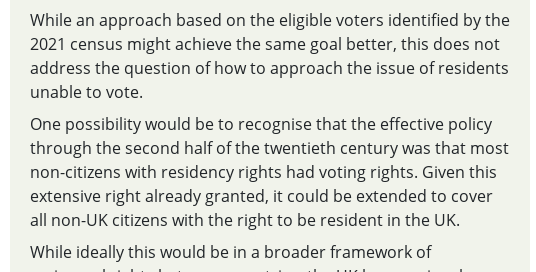 While an approach based on the eligible voters identified by the
2021 census might achieve the same goal better, this does not
address the question of how to approach the issue of residents
unable to vote.
One possibility would be to recognise that the effective policy
through the second half of the twentieth century was that most
non-citizens with residency rights had voting rights. Given this
extensive right already granted, it could be extended to cover
all non-UK citizens with the right to be resident in the UK.
While ideally this would be in a broader framework of